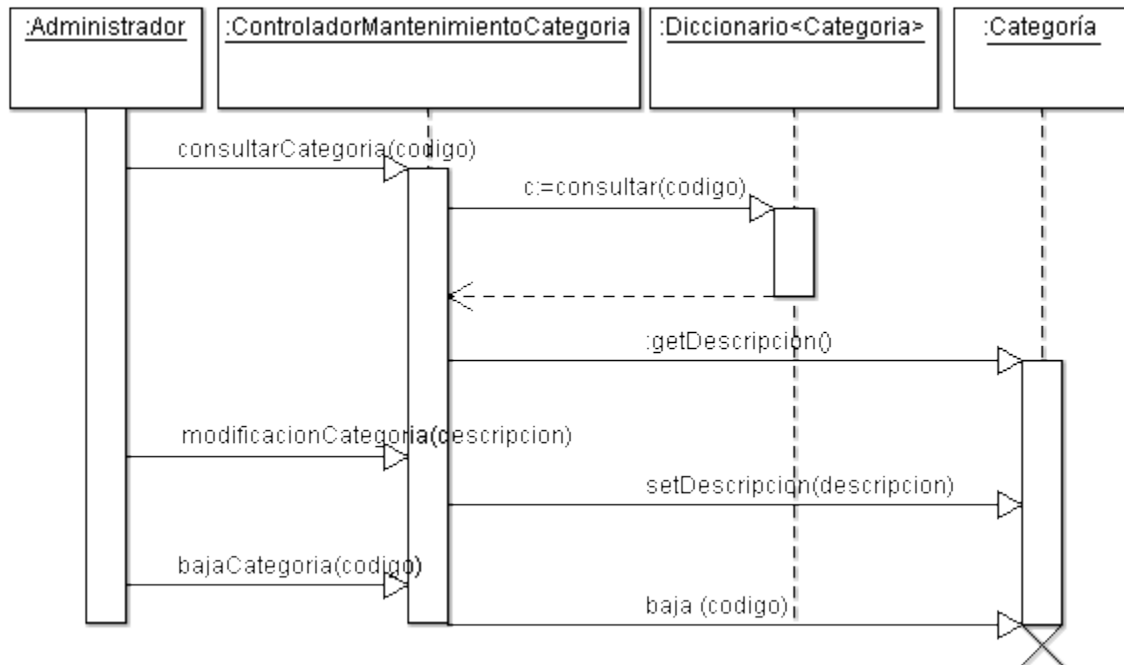 :Administrador
:ControladorMantenimientoCategoria
:Diccionario<Categoria>
:Categoría
consultarCategoria(codigo)
c:=consultar(codigo)
:getDescripcion()
modificacionCategoria(descripcion)
setDescripcion(descripcion)
bajaCategoria(codigo)
baja (codigo)